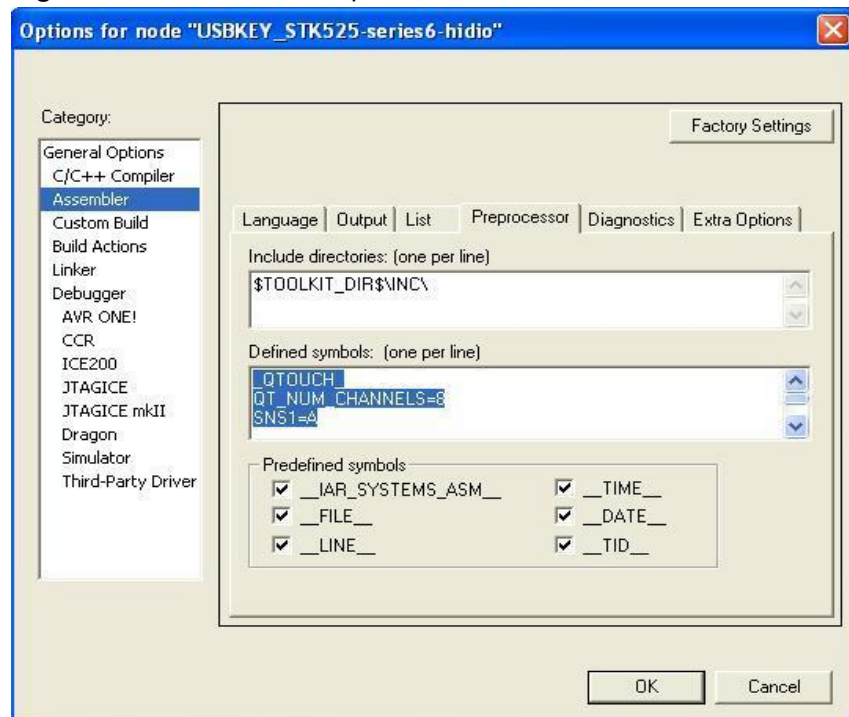 Options for node "USBKEY_STK525-series6-hidio"
Category:
Factory Settings
General Options
C/C++ Compiler
Assembler
Custom Build
Build Actions
Linker
Debugger
AVR ONE!
CCR
ICE200
JTAGICE
JTAGICE mkII
Dragon
Simulator
Third-Party Driver
Language Output List Preprocessor Diagnostics Extra Options
Include directories: (one per line)
$TOOLKIT_DIR$\INC\
Defined symbols: (one per line)
_QTOUCH_
QT_NUM_CHANNELS=8
SNS1=A
Predefined symbols
__IAR_SYSTEMS_ASM__ __TIME__
__FILE__ __DATE__
__LINE__ __TID__
OK Cancel